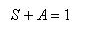 S + A = 1